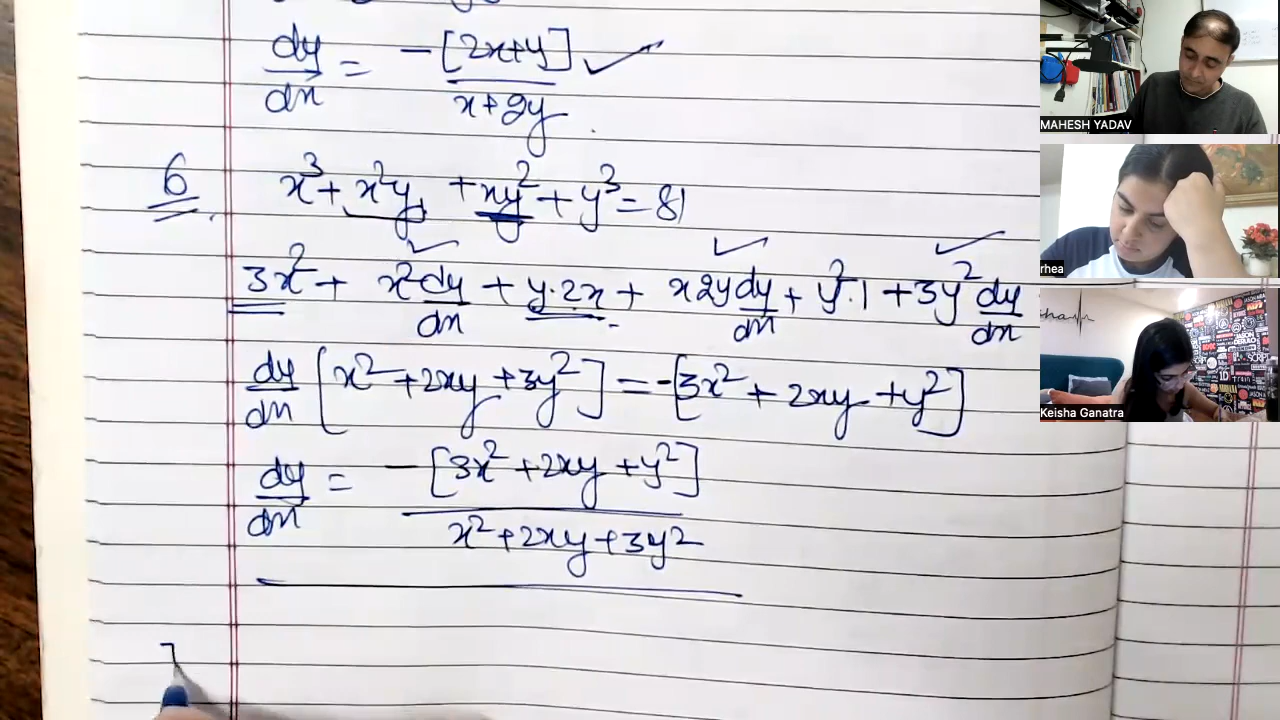 dy/dx = -[2x+y]/x+2y
6. x³ + x²y + xy² + y³ = 81
3x² + x² dy/dx + y·2x + x2y dy/dx + y²·1 + 3y² dy/dx
dy/dx [x² + 2xy + 3y²] = -[3x² + 2xy + y²]
dy/dx = -[3x² + 2xy + y²]/x² + 2xy + 3y²
7
MAHESH YADAV
rhea
Keisha Ganatra